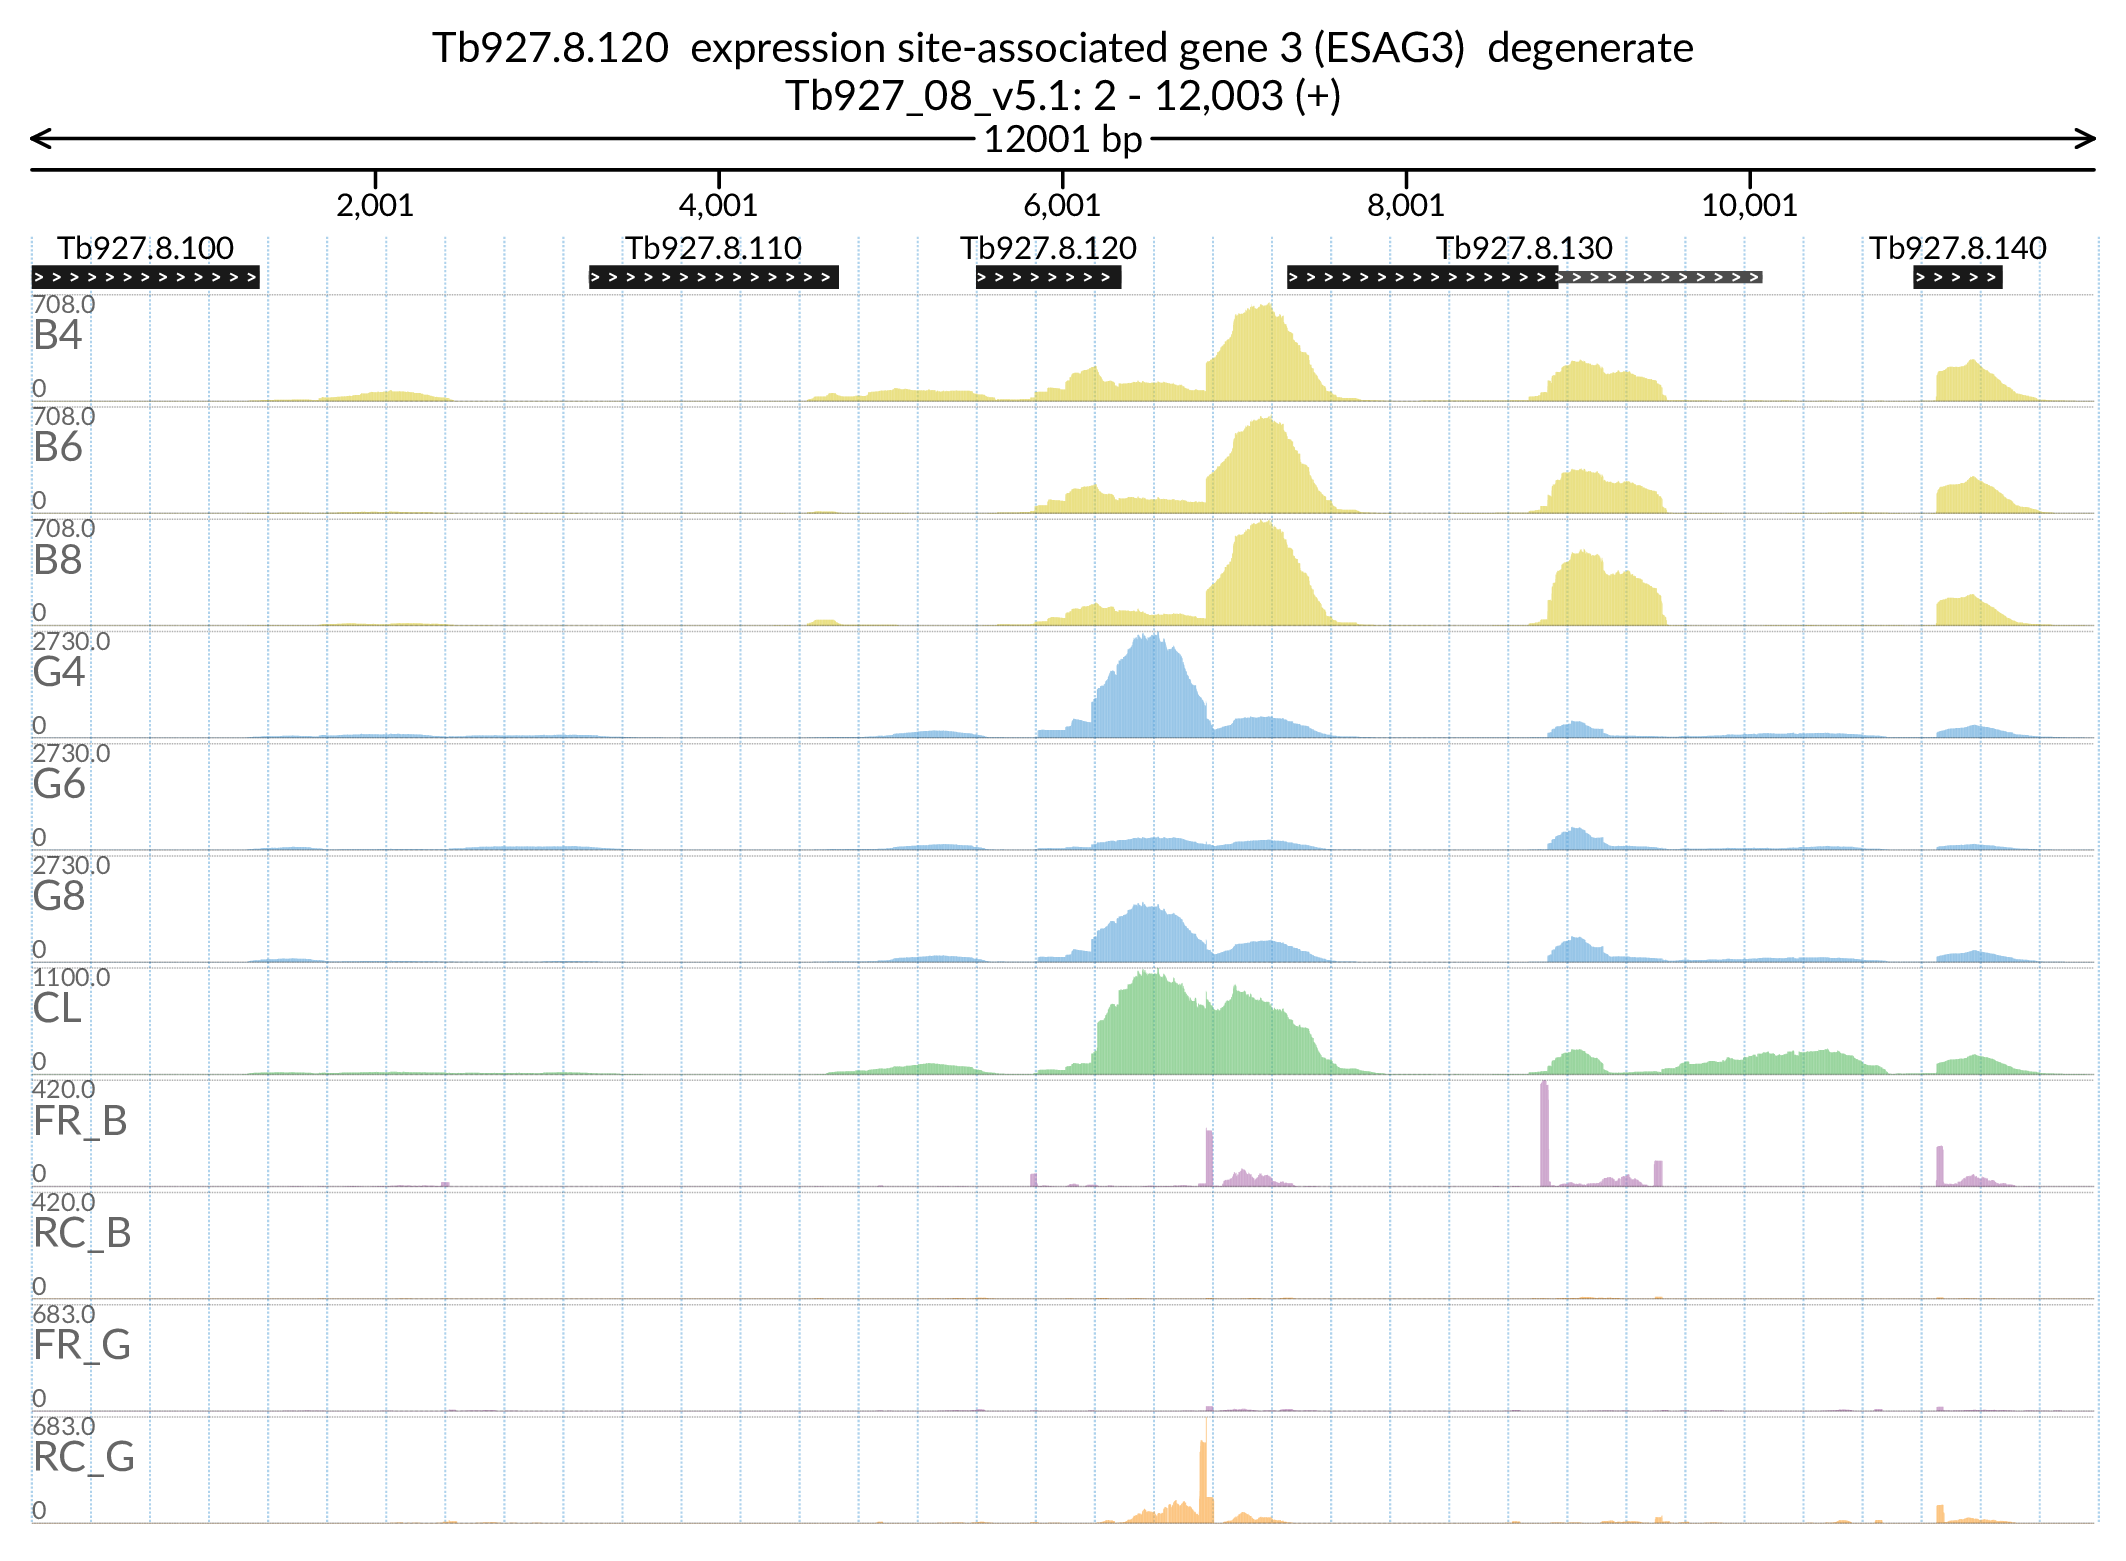 Tb927.8.120  expression site-associated gene 3 (ESAG3)  degenerate
Tb927_08_v5.1: 2 - 12,003 (+)
12001 bp
2,001 4,001 6,001 8,001 10,001
Tb927.8.100 Tb927.8.110 Tb927.8.120 Tb927.8.130 Tb927.8.140
708.0
B4
0
708.0
B6
0
708.0
B8
0
2730.0
G4
0
2730.0
G6
0
2730.0
G8
0
1100.0
CL
0
420.0
FR_B
0
420.0
RC_B
0
683.0
FR_G
0
683.0
RC_G
0